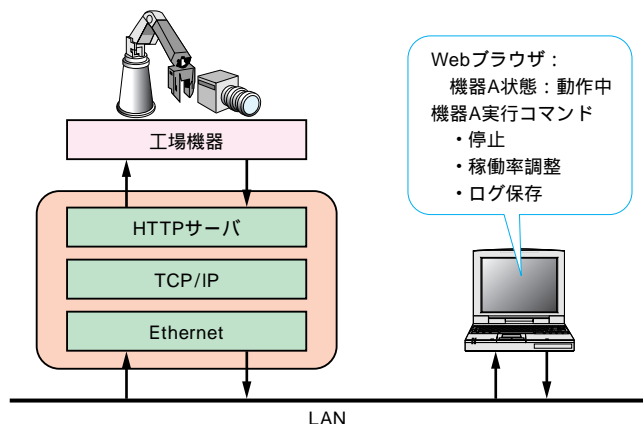 工場機器
HTTPサーバ
TCP/IP
Ethernet
LAN
Webブラウザ：
機器A状態：動作中
機器A実行コマンド
・停止
・稼働率調整
・ログ保存